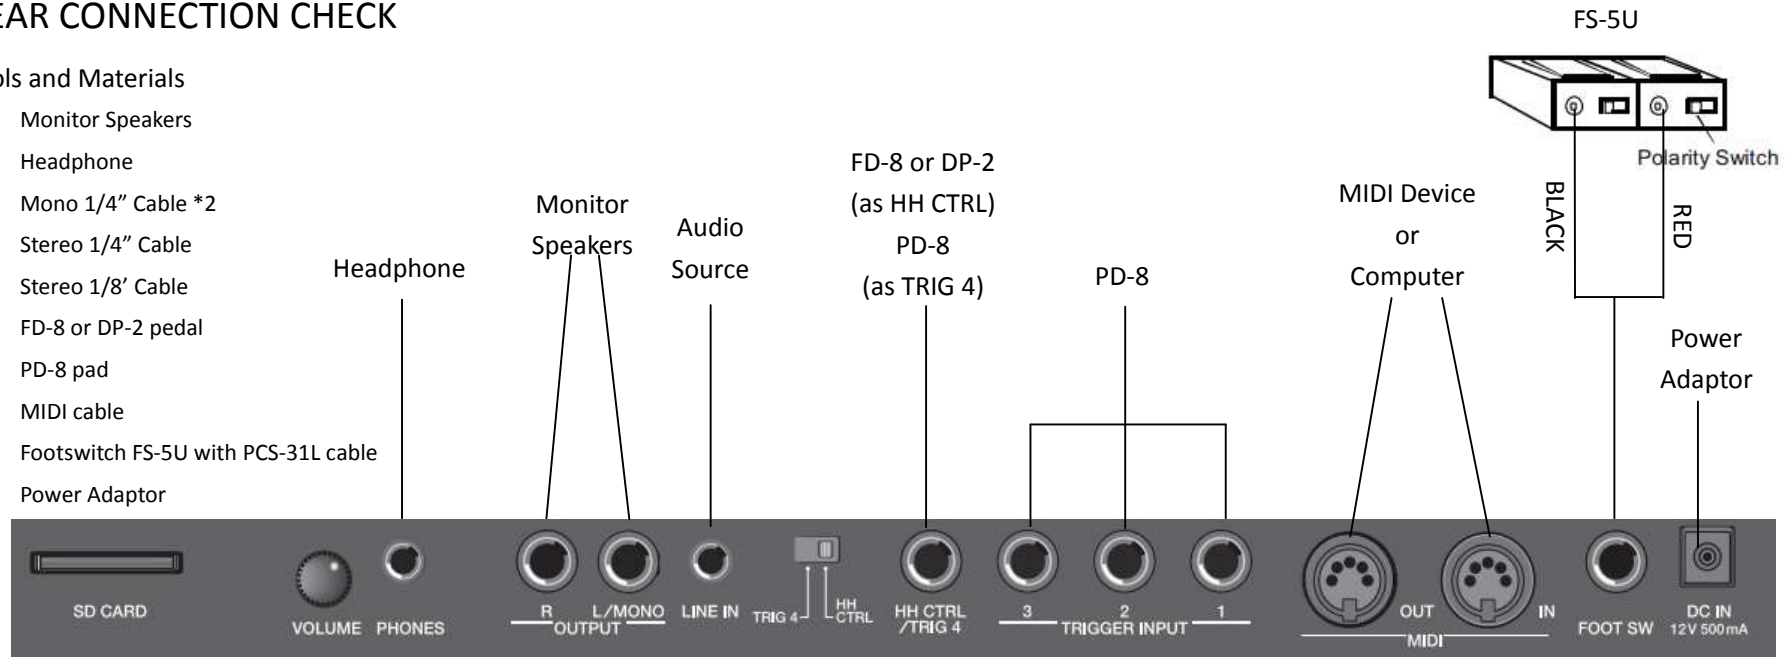 EAR CONNECTION CHECK
ols and Materials
Monitor Speakers
Headphone
Mono 1/4” Cable *2
Stereo 1/4” Cable
Stereo 1/8’ Cable
FD-8 or DP-2 pedal
PD-8 pad
MIDI cable
Footswitch FS-5U with PCS-31L cable
Power Adaptor
Headphone
Monitor
Speakers
Audio
Source
FD-8 or DP-2
(as HH CTRL)
PD-8
(as TRIG 4)
PD-8
MIDI Device
or
Computer
FS-5U
Polarity Switch
BLACK
RED
Power
Adaptor
SD CARD
VOLUME
PHONES
R
L/MONO
OUTPUT
LINE IN
TRIG 4
HH
CTRL
HH CTRL
/TRIG 4
3
2
1
TRIGGER INPUT
OUT
IN
MIDI
FOOT SW
DC IN
12V 500mA